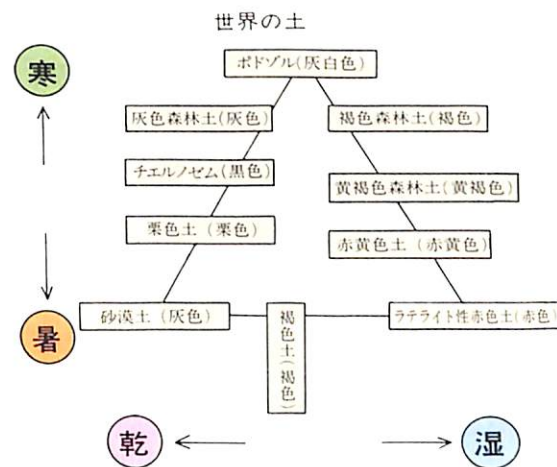 世界の土
寒
ポドゾル(灰白色)
灰色森林土(灰色)
褐色森林土(褐色)
チエルノゼム(黒色)
黄褐色森林土(黄褐色)
栗色土(栗色)
赤黄色土(赤黄色)
暑
砂漠土(灰色)
褐色土(褐色)
ラテライト性赤色土(赤色)
乾
湿